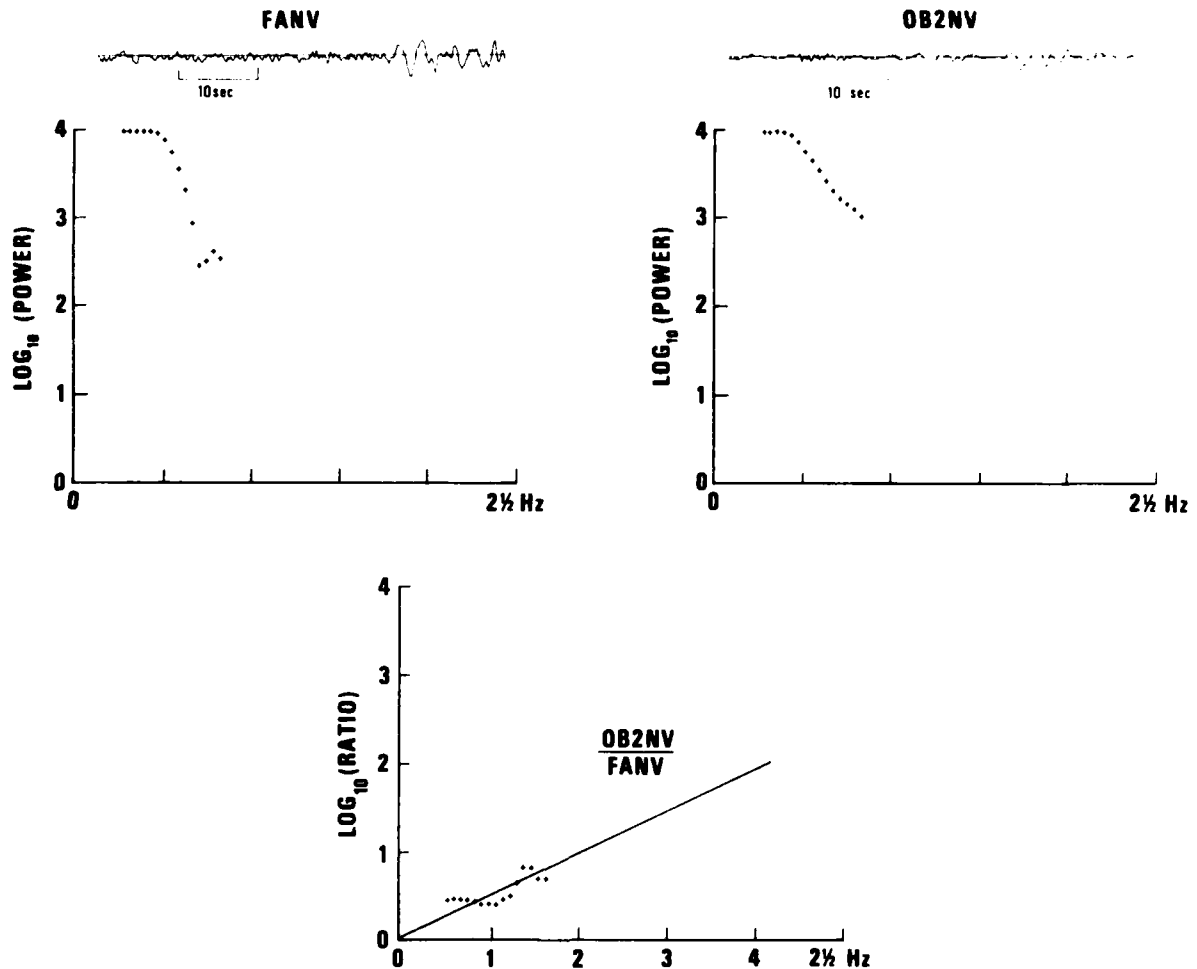 FANV
10sec
LOG10 (POWER)
4
3
2
1
0
0
2½ Hz
OB2NV
10 sec
LOG10 (POWER)
4
3
2
1
0
0
2½ Hz
LOG10 (RATIO)
4
3
2
1
0
OB2NV
FANV
0
1
2
3
4
2½ Hz